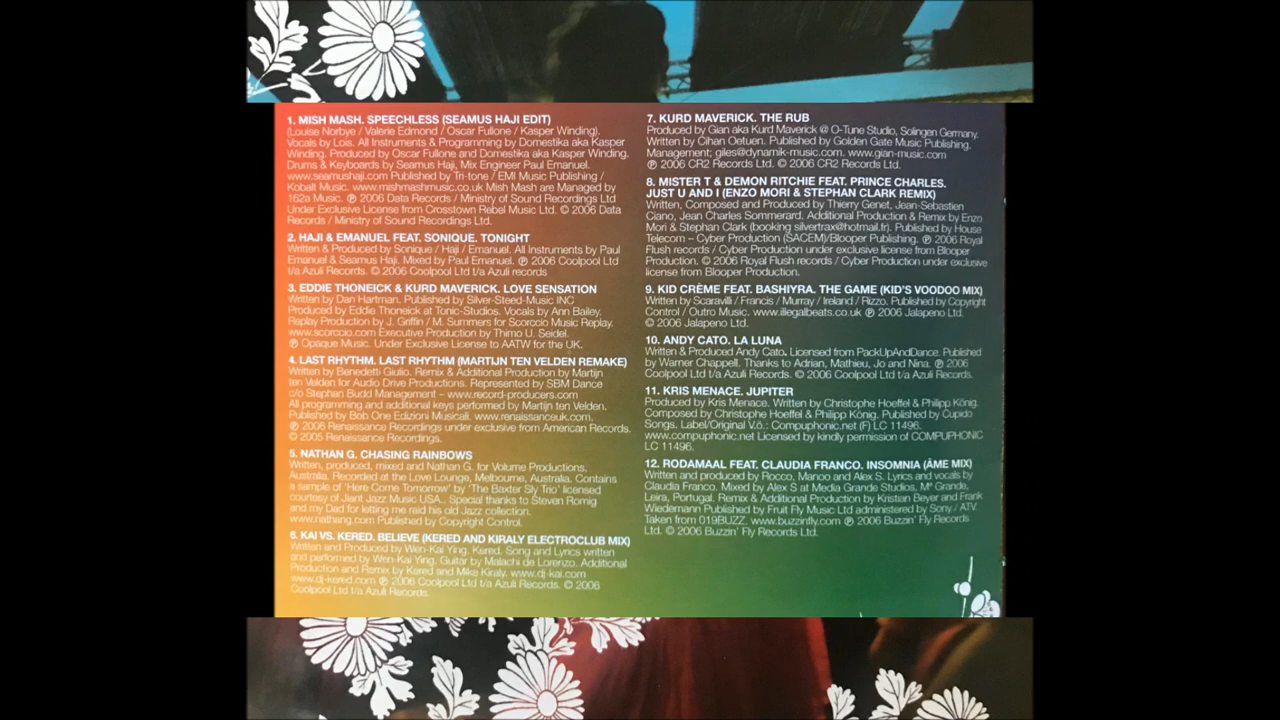 1. MISH MASH. SPEECHLESS (SEAMUS HAJI EDIT)
(Louise Norbye / Valerie Edmond / Oscar Fullone / Kasper Winding).
Vocals by Lois. All Instruments & Programming by Domestika aka Kasper
Winding. Produced by Oscar Fullone and Domestika aka Kasper Winding.
Drums & Keyboards by Seamus Haji, Mix Engineer Paul Emanuel.
www.seamushaji.com Published by Tri-tone / EMI Music Publishing /
Kobalt Music. www.mishmashmusic.co.uk Mish Mash are Managed by
162a Music. ℗ 2006 Data Records / Ministry of Sound Recordings Ltd
Under Exclusive License from Crosstown Rebel Music Ltd. © 2006 Data
Records / Ministry of Sound Recordings Ltd.
2. HAJI & EMANUEL FEAT. SONIQUE. TONIGHT
Written & Produced by Sonique / Haji / Emanuel. All instruments by Paul
Emanuel & Seamus Haji. Mixed by Paul Emanuel. ℗ 2006 Coolpool Ltd
t/a Azuli Records. © 2006 Coolpool Ltd t/a Azuli records
3. EDDIE THONEICK & KURD MAVERICK. LOVE SENSATION
Written by Dan Hartman. Published by Silver-Steed-Music INC
Produced by Eddie Thoneick at Tonic-Studios. Vocals by Ann Bailey.
Replay Production by J. Griffin / M. Summers for Scorccio Music Replay.
www.scorccio.com Executive Production by Thimo U. Seidel.
℗ Opaque Music. Under Exclusive License to AATW for the UK.
4. LAST RHYTHM. LAST RHYTHM (MARTIJN TEN VELDEN REMAKE)
Written by Benedetti Giulio. Remix & Additional Production by Martijn
ten Velden for Audio Drive Productions. Represented by SBM Dance
c/o Stephan Budd Management – www.record-producers.com
All programming and additional keys performed by Martijn ten Velden.
Published by Bob One Edizioni Musicali. www.renaissanceuk.com.
℗ 2006 Renaissance Recordings under exclusive from American Records.
© 2005 Renaissance Recordings.
5. NATHAN G. CHASING RAINBOWS
Written, produced, mixed and Nathan G. for Volume Productions,
Australia. Recorded at the Love Lounge, Melbourne, Australia. Contains
a sample of 'Here Come Tomorrow' by 'The Baxter Sly Trio' licensed
courtesy of Jiant Jazz Music USA.. Special thanks to Steven Romig
and my Dad for letting me raid his old Jazz collection.
www.nathang.com Published by Copyright Control.
6. KAI VS. KERED. BELIEVE (KERED AND KIRALY ELECTROCLUB MIX)
Written and Produced by Wen-Kai Ying. Kered. Song and Lyrics written
and performed by Wen-Kai Ying. Guitar by Malachi de Lorenzo. Additional
Production and Remix by Kered and Mike Kiraly. www.dj-kai.com
www.dj-kered.com ℗ 2006 Coolpool Ltd t/a Azuli Records. © 2006
Coolpool Ltd t/a Azuli Records.
7. KURD MAVERICK. THE RUB
Produced by Gian aka Kurd Maverick @ O-Tune Studio, Solingen Germany.
Written by Cihan Oetuen. Published by Golden Gate Music Publishing.
Management; giles@dynamik-music.com. www.gian-music.com
℗ 2006 CR2 Records Ltd. © 2006 CR2 Records Ltd.
8. MISTER T & DEMON RITCHIE FEAT. PRINCE CHARLES.
JUST U AND I (ENZO MORI & STEPHAN CLARK REMIX)
Written, Composed and Produced by Thierry Genet, Jean-Sebastien
Ciano, Jean Charles Sommerard. Additional Production & Remix by Enzo
Mori & Stephan Clark (booking silvertrax@hotmail.fr). Published by House
Telecom – Cyber Production (SACEM)/Blooper Publishing. ℗ 2006 Royal
Flush records / Cyber Production under exclusive license from Blooper
Production. © 2006 Royal Flush records / Cyber Production under exclusive
license from Blooper Production.
9. KID CRÈME FEAT. BASHIYRA. THE GAME (KID'S VOODOO MIX)
Written by Scaravilli / Francis / Murray / Ireland / Rizzo. Published by Copyright
Control / Outro Music. www.illegalbeats.co.uk ℗ 2006 Jalapeno Ltd.
© 2006 Jalapeno Ltd.
10. ANDY CATO. LA LUNA
Written & Produced Andy Cato. Licensed from PackUpAndDance. Published
by Warner Chappell. Thanks to Adrian, Mathieu, Jo and Nina. ℗ 2006
Coolpool Ltd t/a Azuli Records. © 2006 Coolpool Ltd t/a Azuli Records.
11. KRIS MENACE. JUPITER
Produced by Kris Menace. Written by Christophe Hoeffel & Philipp König.
Composed by Christophe Hoeffel & Philipp König. Published by Cupido
Songs. Label/Original V.ö.: Compuphonic.net (F) LC 11496.
www.compuphonic.net Licensed by kindly permission of COMPUPHONIC
LC 11496.
12. RODAMAAL FEAT. CLAUDIA FRANCO. INSOMNIA (ÂME MIX)
Written and produced by Rocco, Manoo and Alex S. Lyrics and vocals by
Claudia Franco. Mixed by Alex S at Media Grande Studios, Mª Grande,
Leira, Portugal. Remix & Additional Production by Kristian Beyer and Frank
Wiedemann Published by Fruit Fly Music Ltd administered by Sony / ATV.
Taken from 019BUZZ. www.buzzinfly.com ℗ 2006 Buzzin' Fly Records
Ltd. © 2006 Buzzin' Fly Records Ltd.